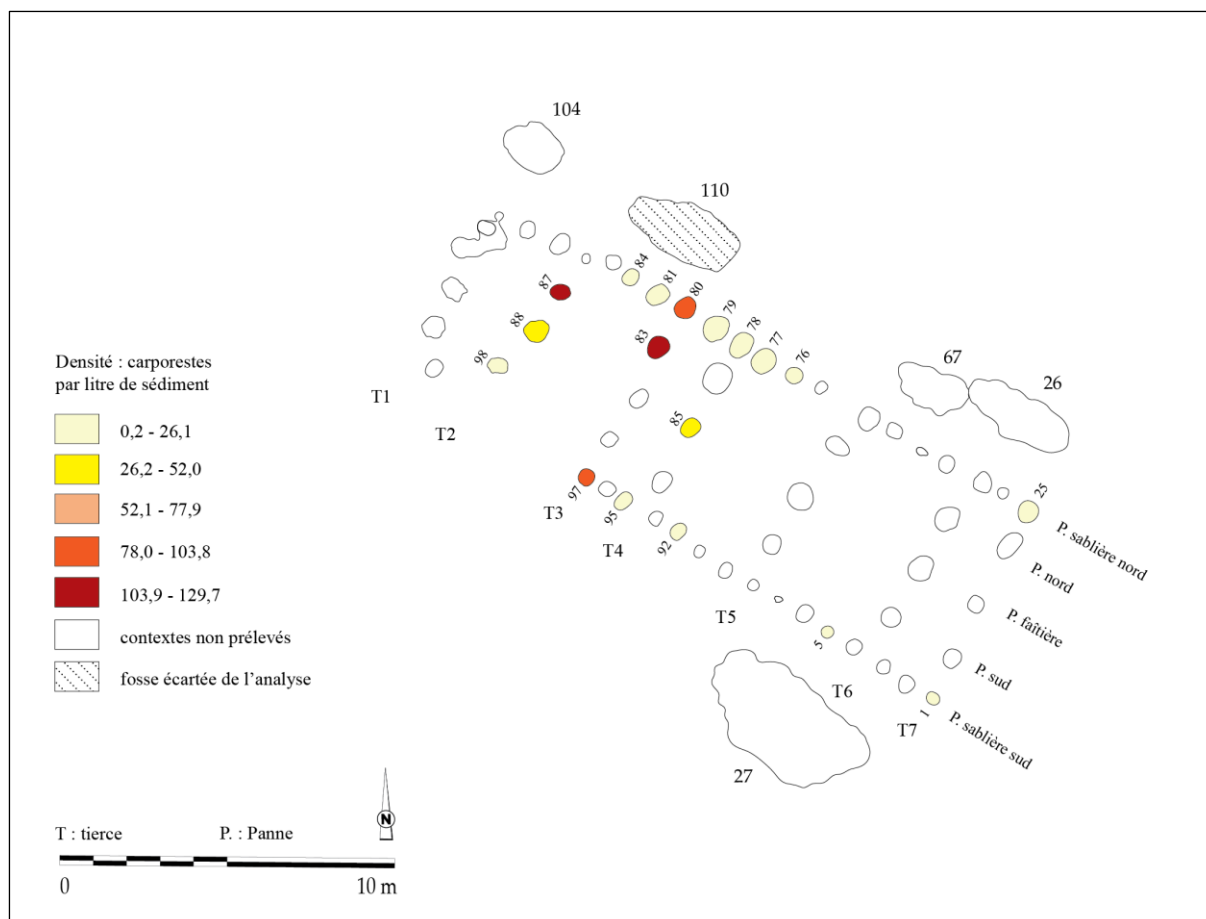 104
110
84
81
80
79
78
77
76
87
88
98
83
85
67
26
25
T1
T2
97
95
92
T3
T4
T5
5
T6
1
T7
27
P. sablière nord
P. nord
P. faîtière
P. sud
P. sablière sud
Densité : carporestes
par litre de sédiment
0,2 - 26,1
26,2 - 52,0
52,1 - 77,9
78,0 - 103,8
103,9 - 129,7
contextes non prélevés
fosse écartée de l'analyse
N
T : tierce P. : Panne
0 10 m